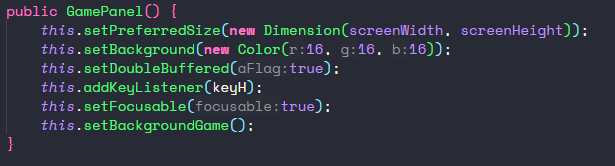 public GamePanel() {
this.setPreferredSize(new Dimension(screenWidth, screenHeight));
this.setBackground(new Color(r:16, g:16, b:16));
this.setDoubleBuffered(aFlag:true);
this.addKeyListener(keyH);
this.setFocusable(focusable:true);
this.setBackgroundGame();
}